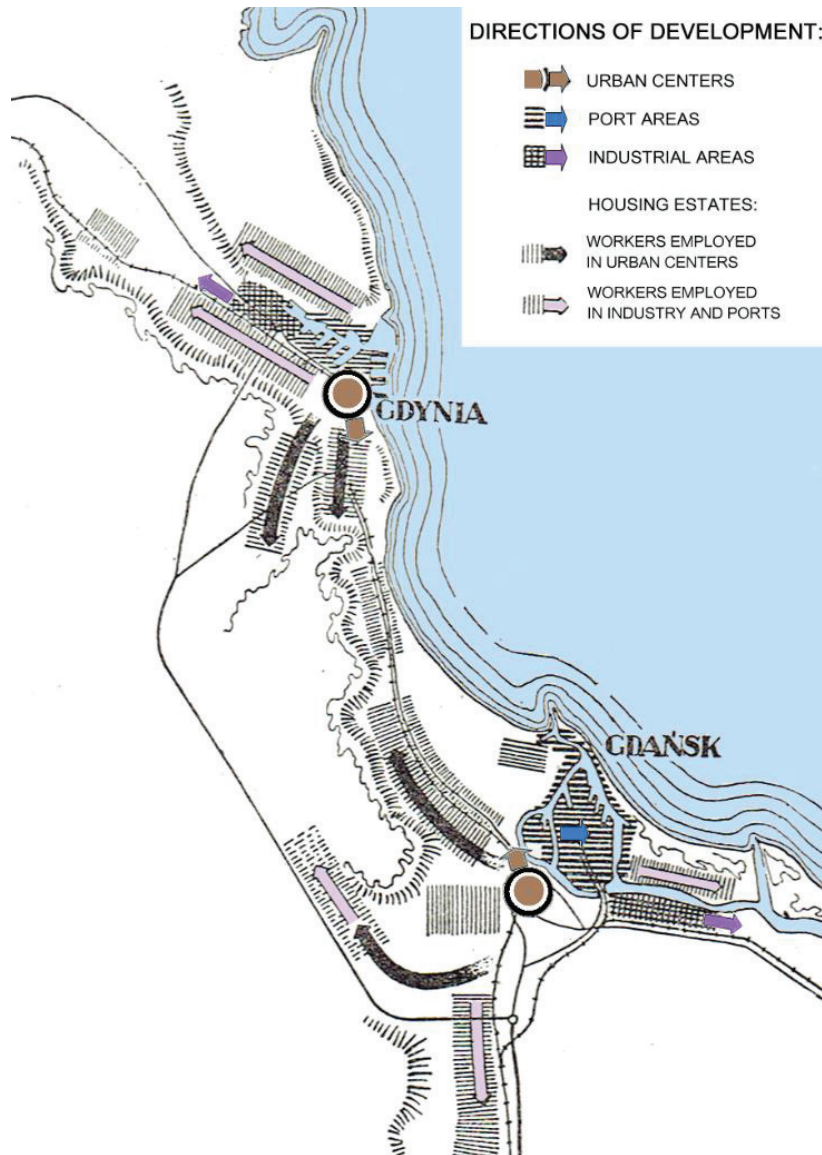 DIRECTIONS OF DEVELOPMENT:
URBAN CENTERS
PORT AREAS
INDUSTRIAL AREAS
HOUSING ESTATES:
WORKERS EMPLOYED
IN URBAN CENTERS
WORKERS EMPLOYED
IN INDUSTRY AND PORTS
GDYNIA
GDAŃSK